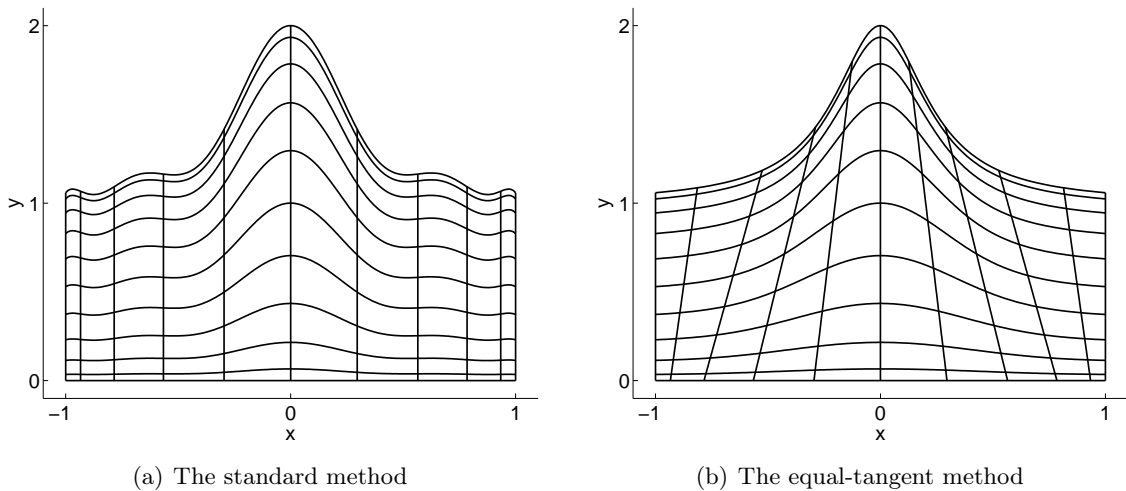 2
1
0
y
−1
0
1
x
(a) The standard method
2
1
0
y
−1
0
1
x
(b) The equal-tangent method